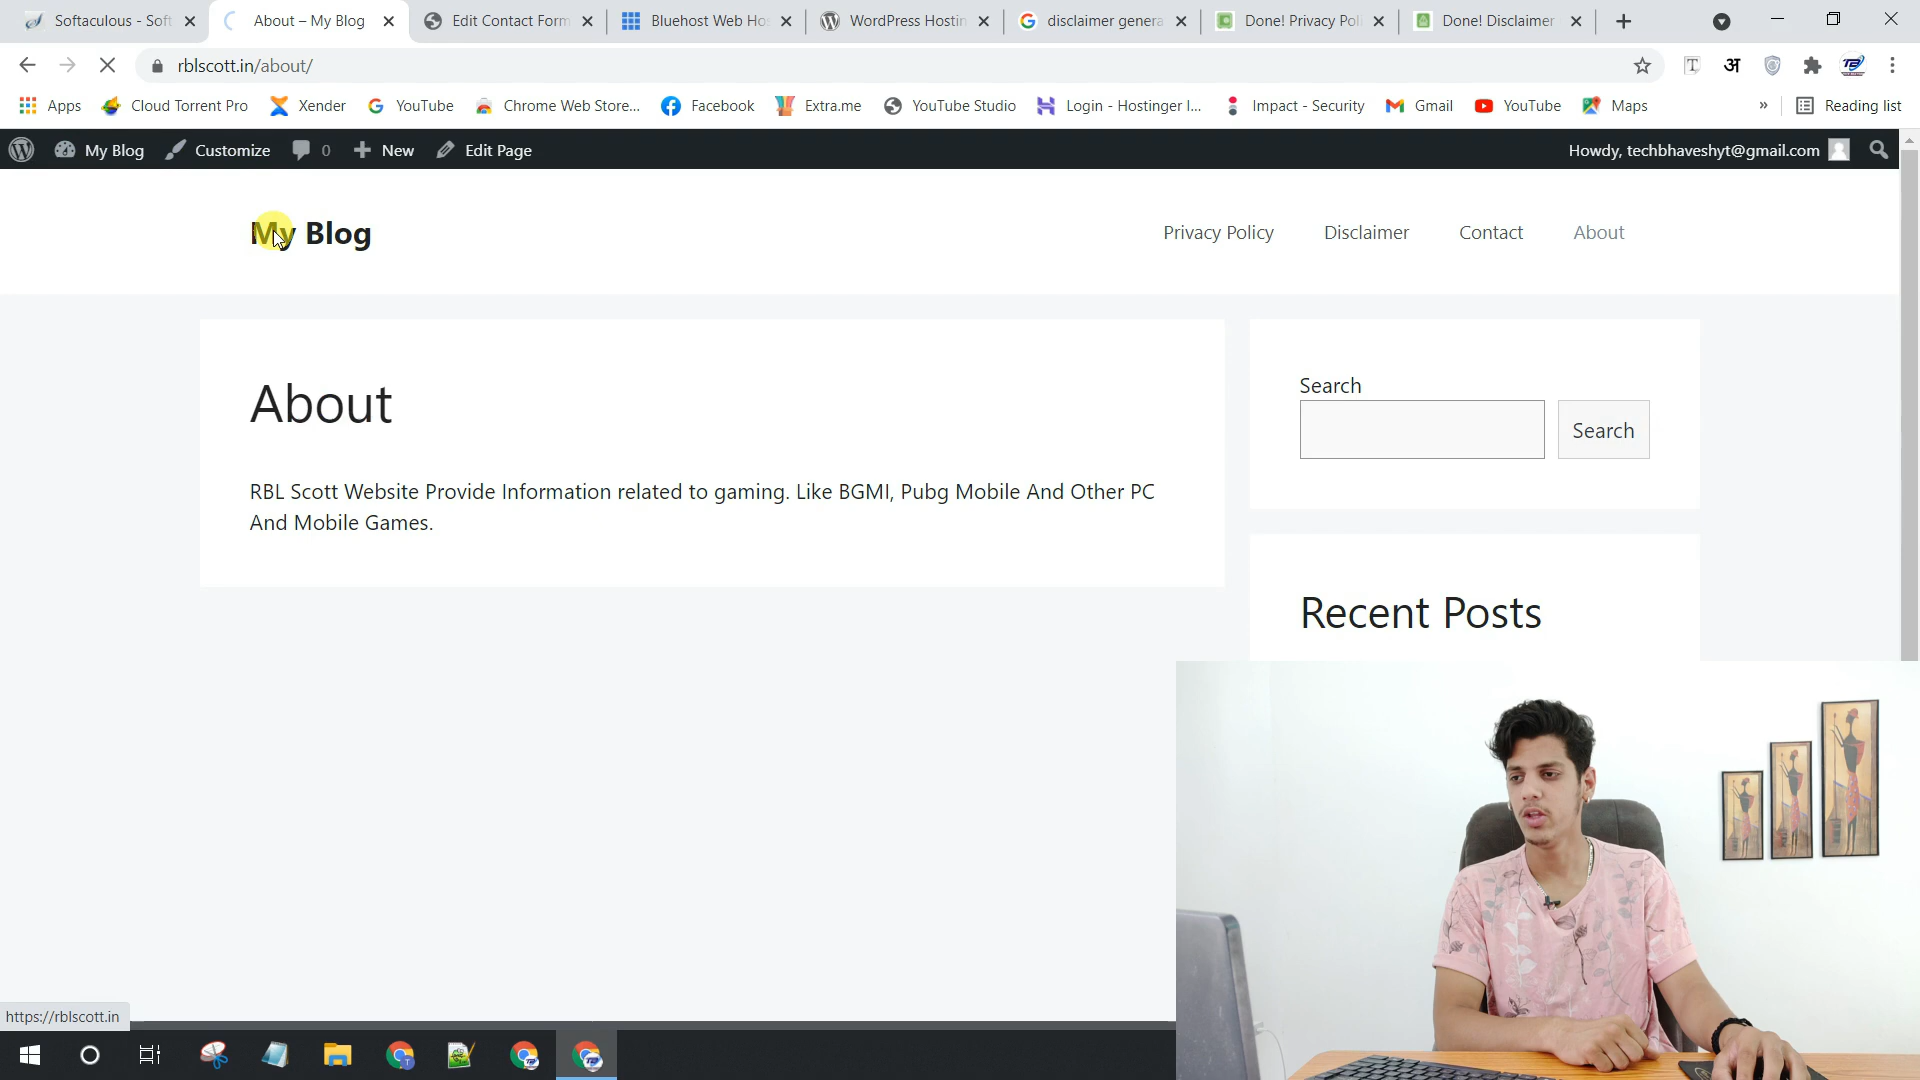 Softaculous - Soft
About – My Blog
Edit Contact Form
Bluehost Web Hos
WordPress Hostin
disclaimer genera
Done! Privacy Poli
Done! Disclaimer
rblscott.in/about/
Apps
Cloud Torrent Pro
Xender
YouTube
Chrome Web Store...
Facebook
Extra.me
YouTube Studio
Login - Hostinger I...
Impact - Security
Gmail
YouTube
Maps
»
Reading list
My Blog
Customize
0
New
Edit Page
Howdy, techbhaveshyt@gmail.com
My Blog
Privacy Policy
Disclaimer
Contact
About
About
RBL Scott Website Provide Information related to gaming. Like BGMI, Pubg Mobile And Other PC
And Mobile Games.
Search
Search
Recent Posts
https://rblscott.in